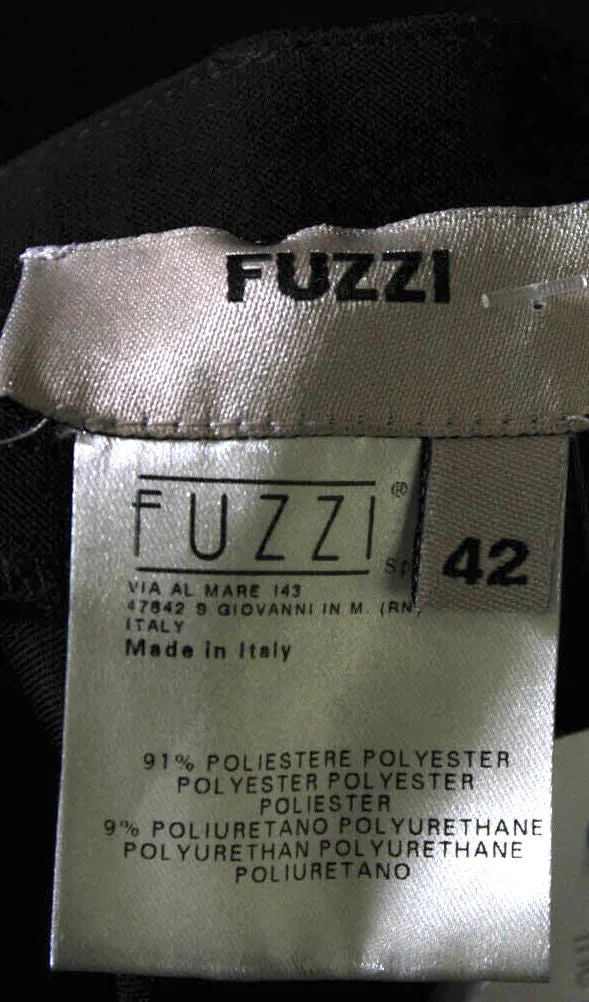 FUZZI
FUZZI®
42
VIA AL MARE 143
47842 S GIOVANNI IN M. (RN)
ITALY
Made in Italy
91% POLIESTERE POLYESTER
POLYESTER POLYESTER
POLIESTER
9% POLIURETANO POLYURETHANE
POLYURETHAN POLYURETHANE
POLIURETANO